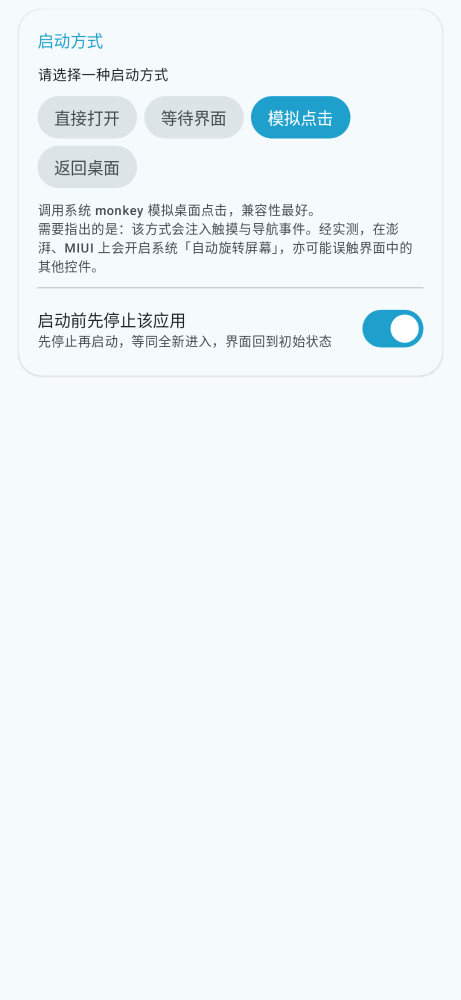 启动方式
请选择一种启动方式
直接打开
等待界面
模拟点击
返回桌面
调用系统 monkey 模拟桌面点击，兼容性最好。
需要指出的是：该方式会注入触摸与导航事件。经实测，在澎
湃、MIUI 上会开启系统「自动旋转屏幕」，亦可能误触界面中的
其他控件。
启动前先停止该应用
先停止再启动，等同全新进入，界面回到初始状态